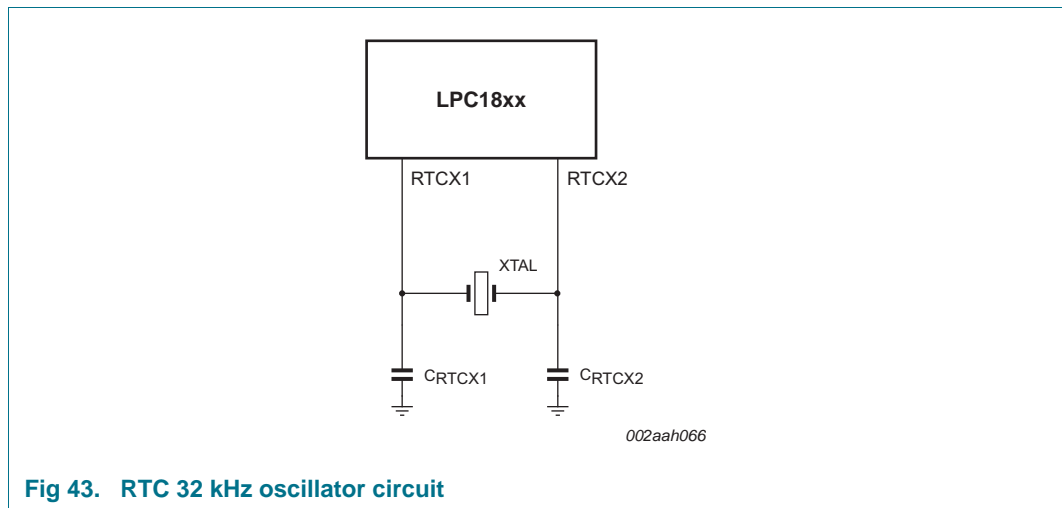 LPC18xx
RTCX1 RTCX2
XTAL
CRTCX1 CRTCX2
002aah066
Fig 43. RTC 32 kHz oscillator circuit